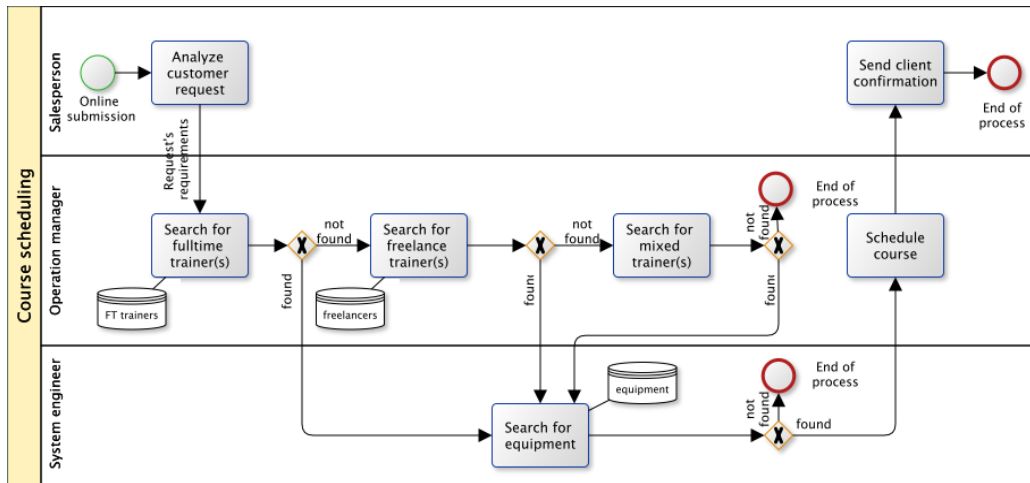 Course scheduling
Salesperson
Online
submission
Analyze
customer
request
Request's
requirements
Send client
confirmation
End of
process
Operation manager
Search for
fulltime
trainer(s)
FT trainers
not
found
found
Search for
freelance
trainer(s)
freelancers
not
found
found
Search for
mixed
trainer(s)
not
found
found
End of
process
Schedule
course
System engineer
Search for
equipment
equipment
not
found
End of
process
found